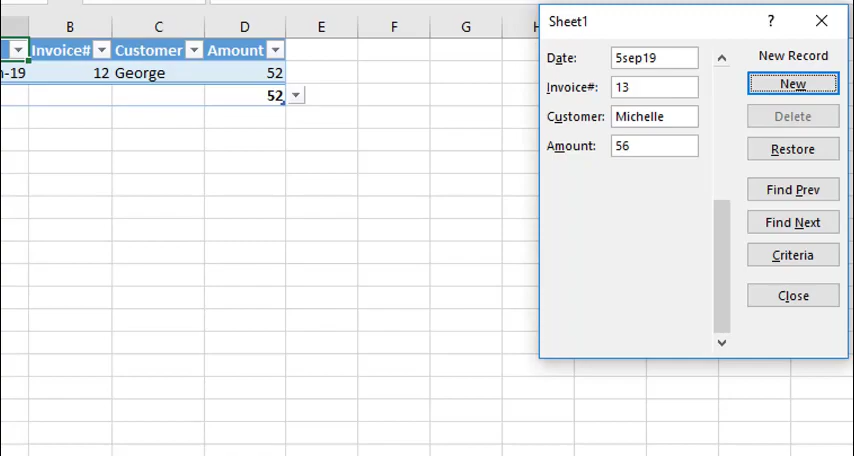 Sheet1 ? ×
B C D E F G H
Invoice# Customer Amount
-19 12 George 52
52
Date: 5sep19 New Record
Invoice#: 13 New
Customer: Michelle Delete
Amount: 56 Restore
Find Prev
Find Next
Criteria
Close